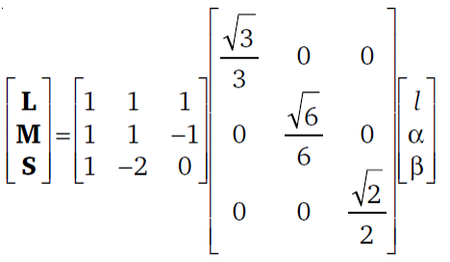 [L M S]ᵀ = 
[L]   [1  1  1] [√3/3  0  0] [l]
[M] = [1  1  −1] [0  √6/6  0] [α]
[S]   [1  −2  0] [0  0  √2/2] [β]